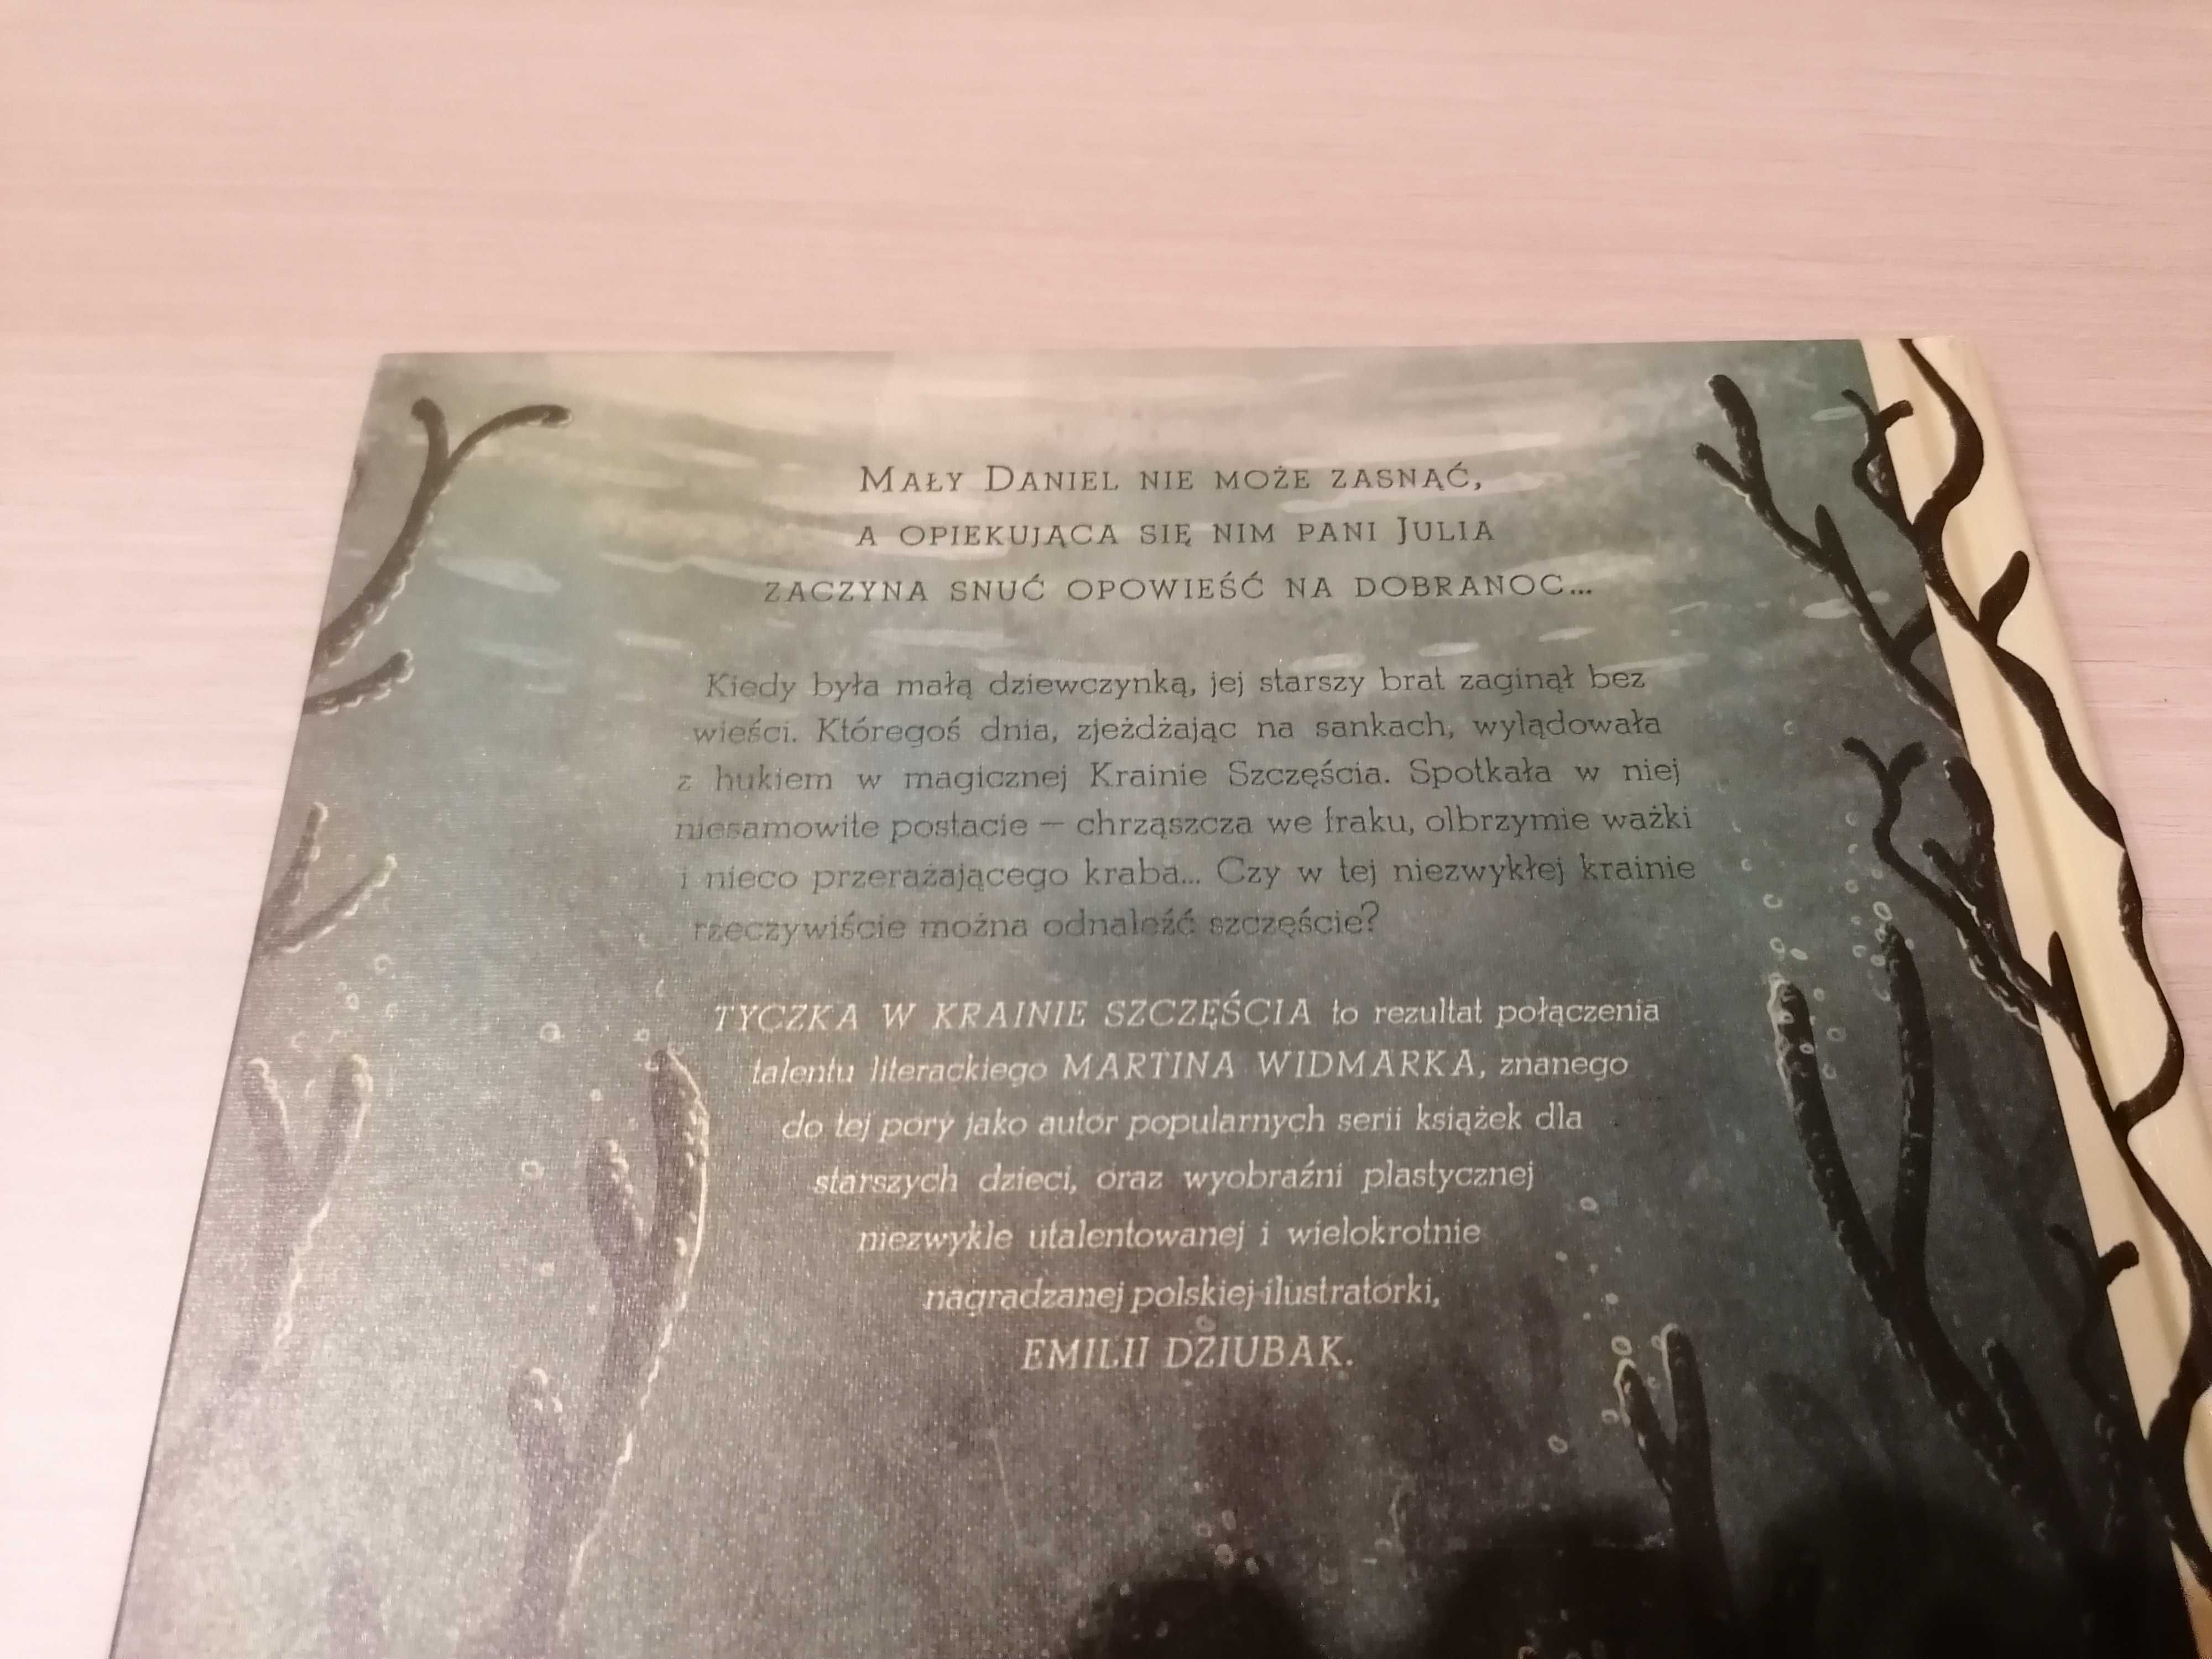 Mały Daniel nie może zasnąć,
a opiekująca się nim pani Julia
zaczyna snuć opowieść na dobranoc...
Kiedy była małą dziewczynką, jej starszy brat zaginął bez
wieści. Któregoś dnia, zjeżdżając na sankach, wylądowała
z hukiem w magicznej Krainie Szczęścia. Spotkała w niej
niesamowite postacie — chrząszcza we fraku, olbrzymie ważki
i nieco przerażającego kraba... Czy w tej niezwykłej krainie
rzeczywiście można odnaleźć szczęście?
TYCZKA W KRAINIE SZCZĘŚCIA to rezultat połączenia
talentu literackiego MARTINA WIDMARKA, znanego
do tej pory jako autor popularnych serii książek dla
starszych dzieci, oraz wyobraźni plastycznej
niezwykle utalentowanej i wielokrotnie
nagradzanej polskiej ilustratorki,
EMILII DZIUBAK.